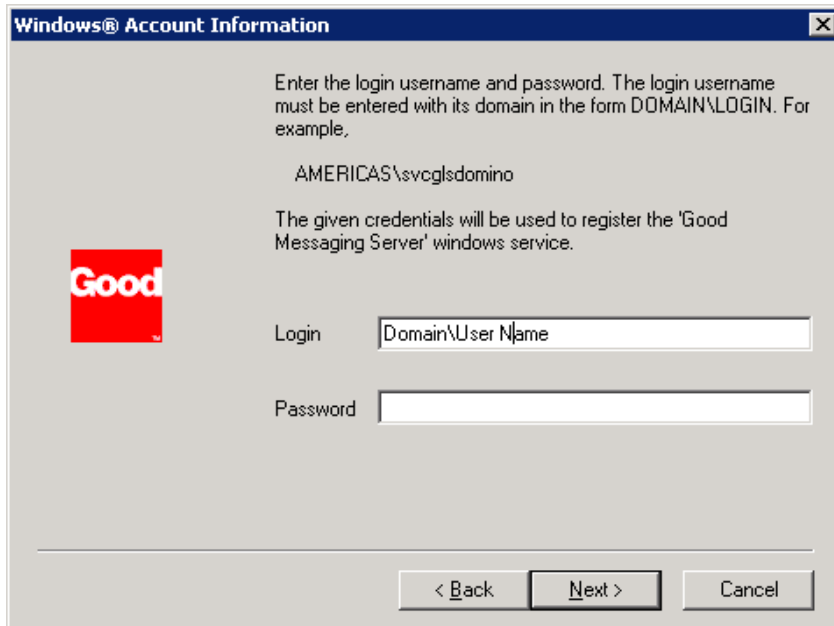 Windows® Account Information
Enter the login username and password. The login username
must be entered with its domain in the form DOMAIN\LOGIN. For
example,
AMERICAS\svcglsdomino
The given credentials will be used to register the 'Good
Messaging Server' windows service.
Good
™
Login
Domain\User Name
Password
< Back
Next >
Cancel